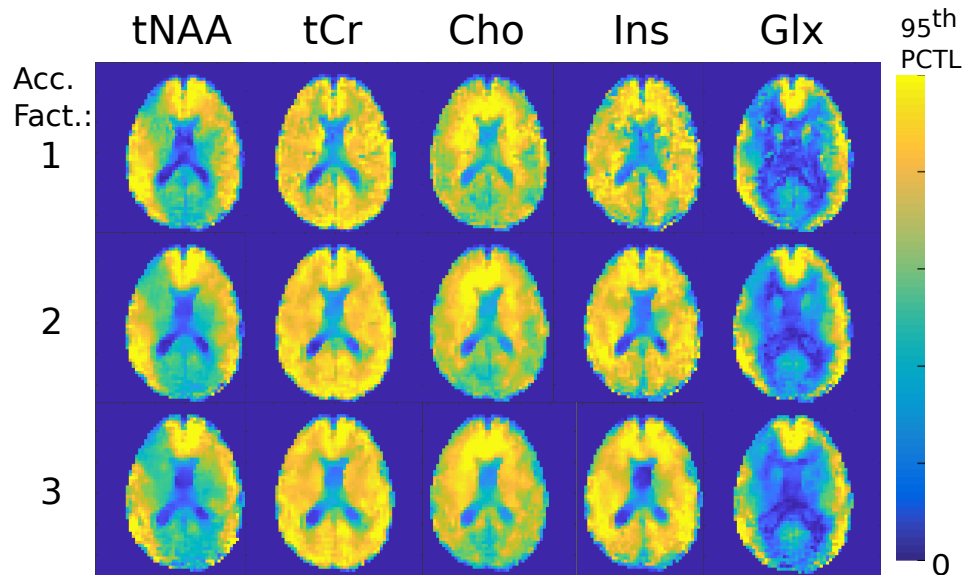 tNAA tCr Cho Ins Glx
95th
PCTL
Acc.
Fact.:
1
2
3
0